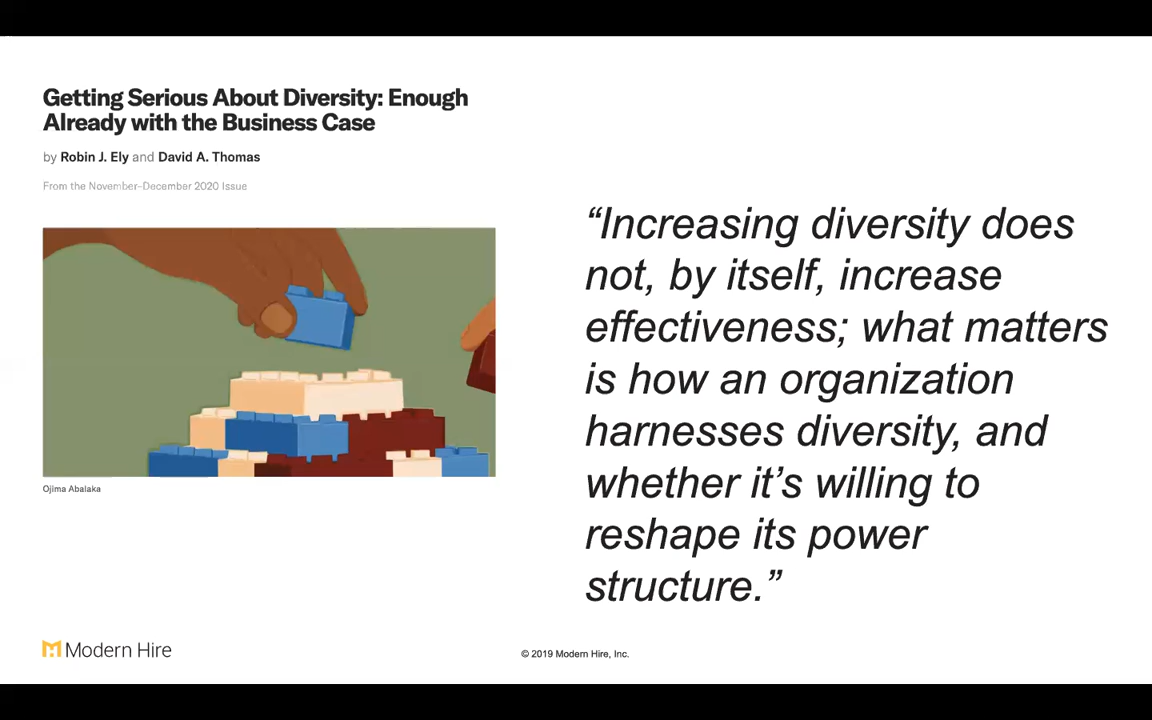 Getting Serious About Diversity: Enough
Already with the Business Case
by Robin J. Ely and David A. Thomas
From the November–December 2020 Issue
Ojima Abalaka
“Increasing diversity does
not, by itself, increase
effectiveness; what matters
is how an organization
harnesses diversity, and
whether it’s willing to
reshape its power
structure.”
Modern Hire
© 2019 Modern Hire, Inc.